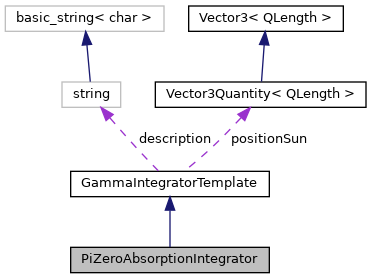 basic_string< char >
Vector3< QLength >
string
Vector3Quantity< QLength >
description
positionSun
GammaIntegratorTemplate
PiZeroAbsorptionIntegrator